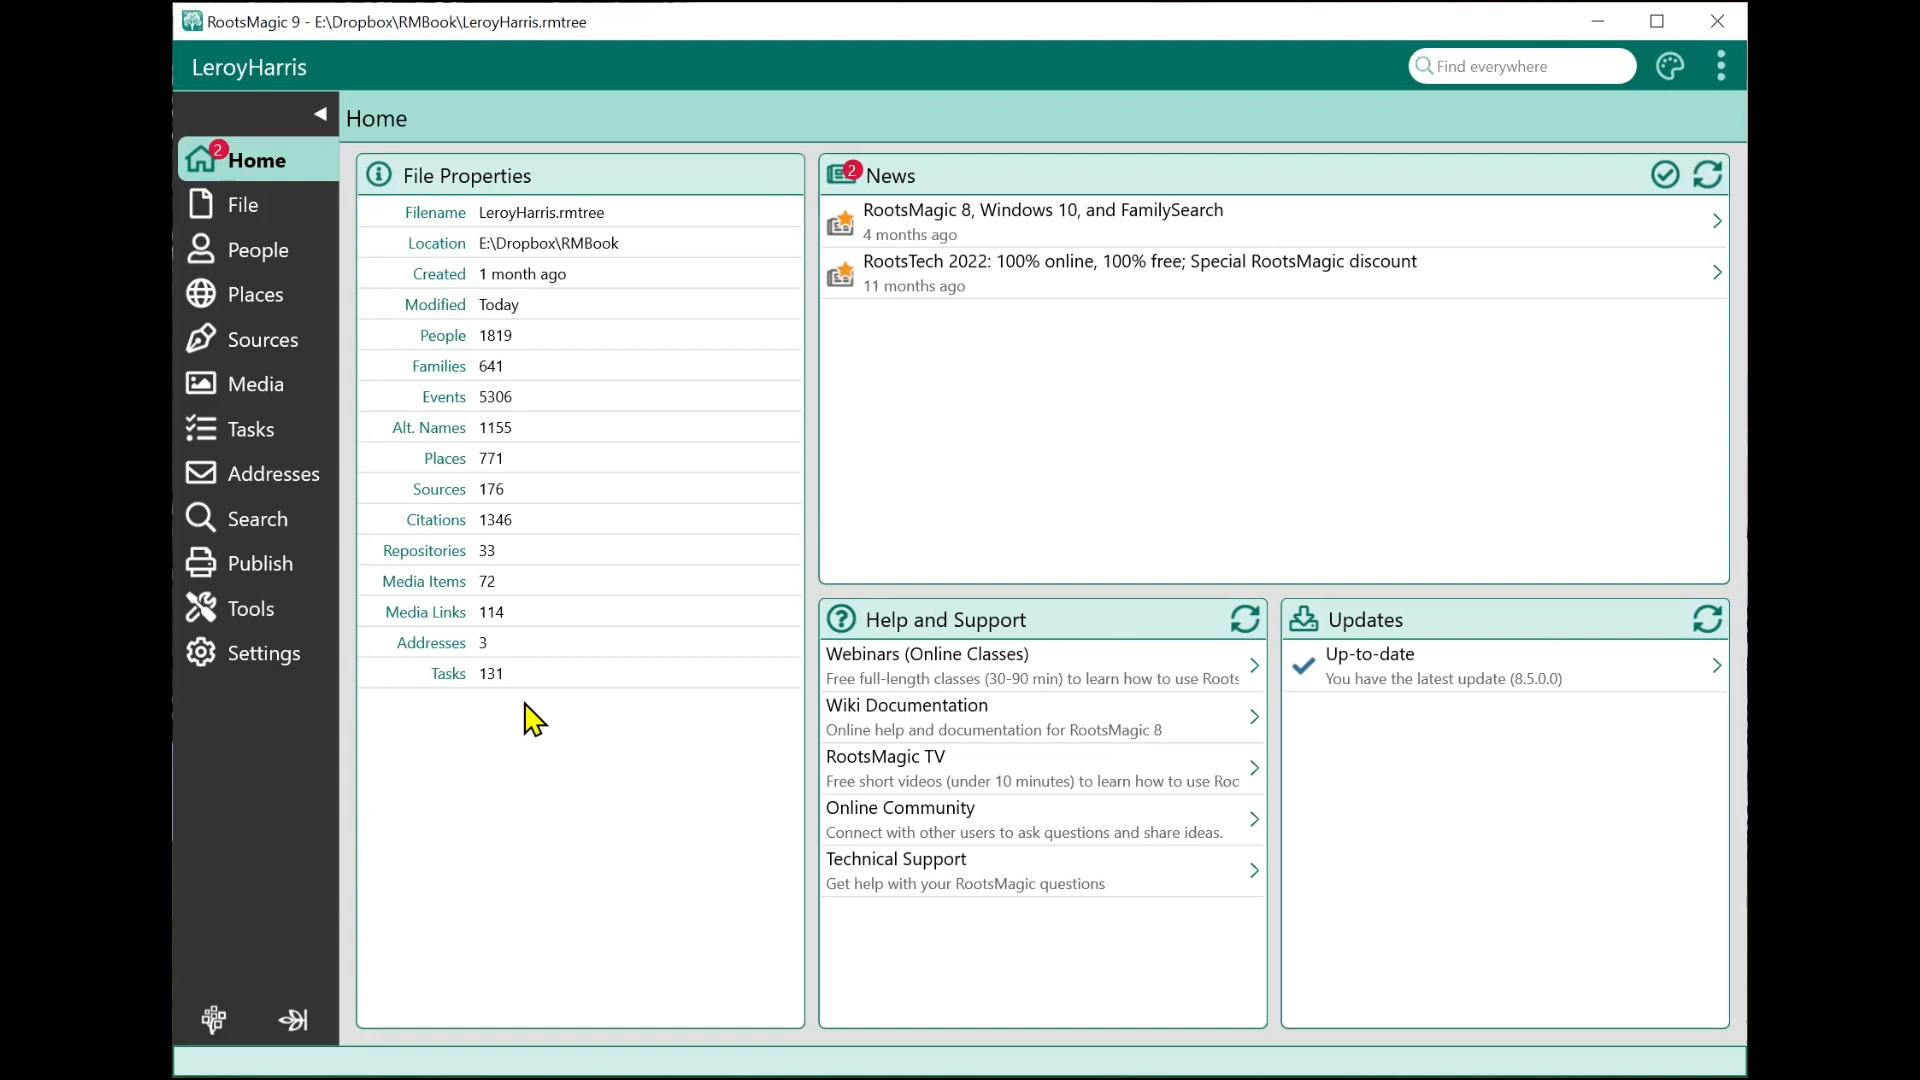 RootsMagic 9 - E:\Dropbox\RMBook\LeroyHarris.rmtree
LeroyHarris
Find everywhere
Home
2
Home
File
People
Places
Sources
Media
Tasks
Addresses
Search
Publish
Tools
Settings
File Properties
Filename LeroyHarris.rmtree
Location E:\Dropbox\RMBook
Created 1 month ago
Modified Today
People 1819
Families 641
Events 5306
Alt. Names 1155
Places 771
Sources 176
Citations 1346
Repositories 33
Media Items 72
Media Links 114
Addresses 3
Tasks 131
2 News
RootsMagic 8, Windows 10, and FamilySearch
4 months ago
RootsTech 2022: 100% online, 100% free; Special RootsMagic discount
11 months ago
Help and Support
Webinars (Online Classes)
Free full-length classes (30-90 min) to learn how to use Roots
Wiki Documentation
Online help and documentation for RootsMagic 8
RootsMagic TV
Free short videos (under 10 minutes) to learn how to use Roc
Online Community
Connect with other users to ask questions and share ideas.
Technical Support
Get help with your RootsMagic questions
Updates
Up-to-date
You have the latest update (8.5.0.0)